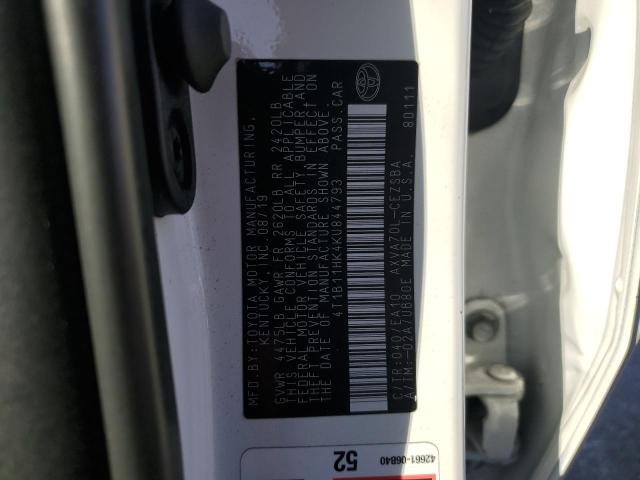 MFD.BY:TOYOTA MOTOR MANUFACTURING,
KENTUCKY, INC. 08/19
GVWR 4475LB GAWR FR 2620LB RR 2420LB
THIS VEHICLE CONFORMS TO ALL APPLICABLE
FEDERAL MOTOR VEHICLE SAFETY, BUMPER, AND
THEFT PREVENTION STANDARDS IN EFFECT ON
THE DATE OF MANUFACTURE SHOWN ABOVE.
4T1B11HK4KU844793 PASS.CAR
C/TR:040/EA10 AXVA70L-CEZSBA
A/TM:-02A/UB80E MADE IN U.S.A.
80111
42661-06B40
52